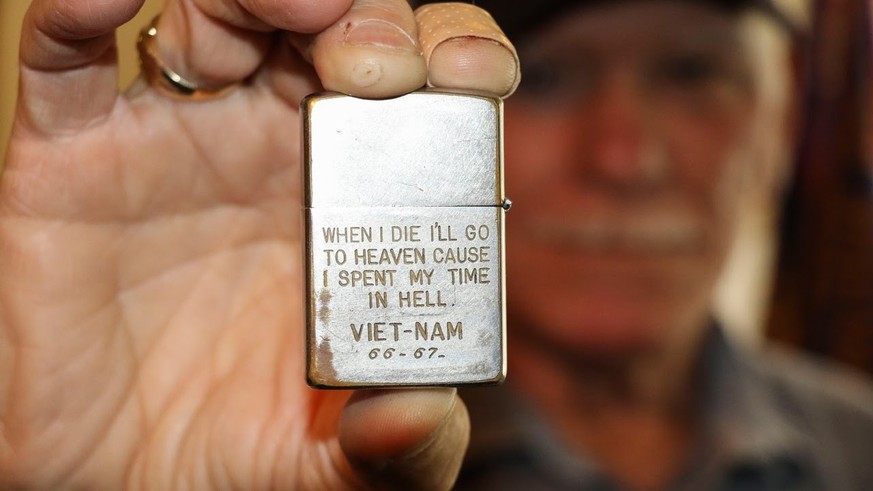 WHEN I DIE I'LL GO
TO HEAVEN CAUSE
I SPENT MY TIME
IN HELL.
VIET-NAM
66-67-